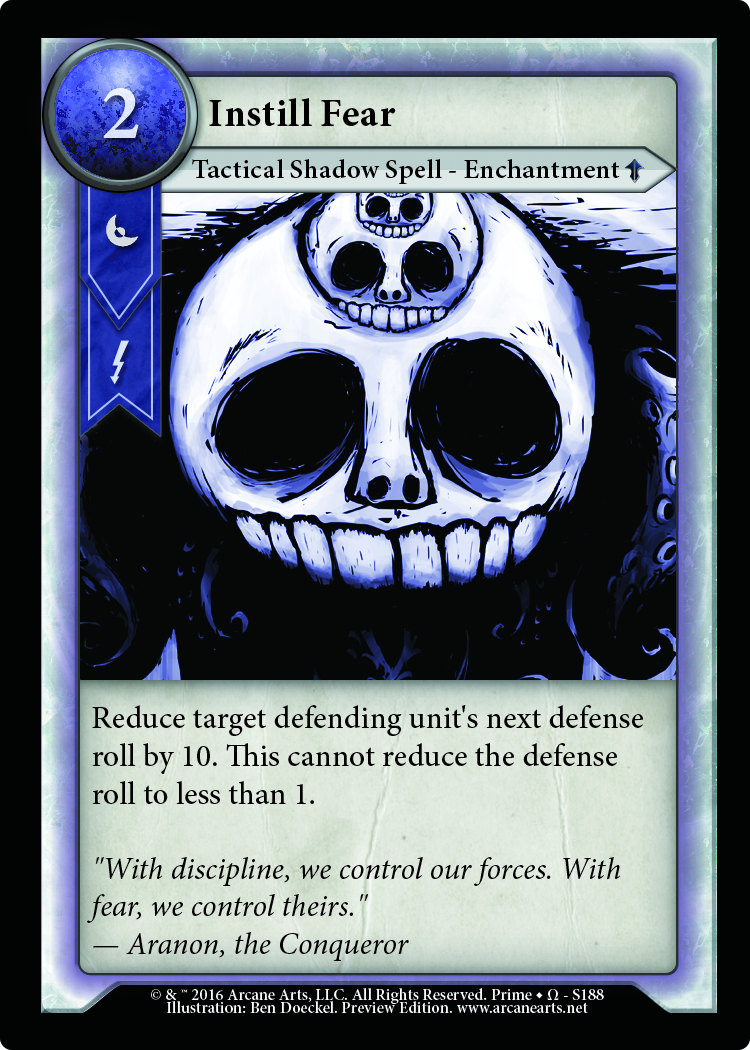 2
Instill Fear
Tactical Shadow Spell - Enchantment
Reduce target defending unit's next defense
roll by 10. This cannot reduce the defense
roll to less than 1.
"With discipline, we control our forces. With
fear, we control theirs."
— Aranon, the Conqueror
© & ™ 2016 Arcane Arts, LLC. All Rights Reserved. Prime ⬥ Ω - S188
Illustration: Ben Doeckel. Preview Edition. www.arcanearts.net